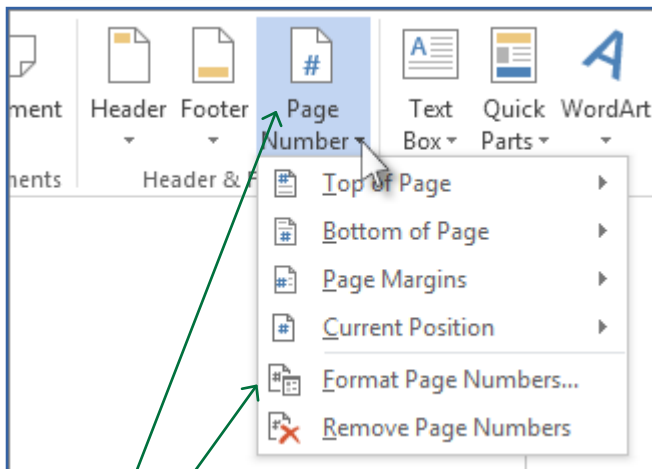 ment Header Footer Page Text Quick WordArt
Number Box Parts
nents Header & F
Top of Page
Bottom of Page
Page Margins
Current Position
Format Page Numbers...
Remove Page Numbers